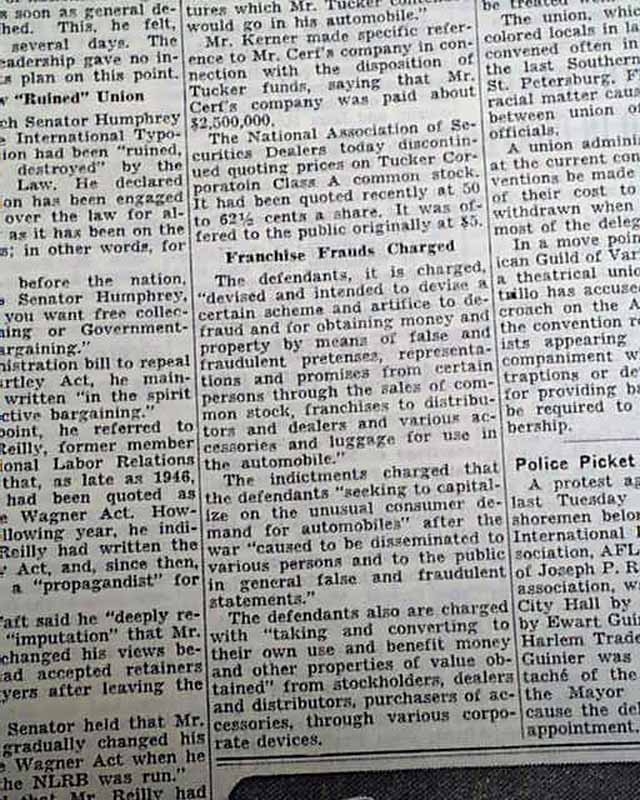 s soon as general de-
hed. This, he felt,
several days. The
eadership gave no in-
s plan on this point.
"Ruined" Union
ch Senator Humphrey
e International Typo-
ion had been "ruined,
destroyed" by the
Law. He declared
on has been engaged
over the law for al-
as it has been on the
s; in other words, for
before the nation,
Senator Humphrey,
you want free collec-
ning or Government-
argaining."
nistration bill to repeal
artley Act, he main-
written "in the spirit
ctive bargaining."
point, he referred to
Reilly, former member
ional Labor Relations
that, as late as 1946,
had been quoted as
e Wagner Act. How-
llowing year, he indi-
Reilly had written the
Act, and, since then,
a "propagandist" for
Taft said he "deeply re-
"imputation" that Mr.
changed his views be-
ad accepted retainers
yers after leaving the
Senator held that Mr.
gradually changed his
e Wagner Act when he
the NLRB was run."
that Mr. Reilly had
tures which Mr. Tucker
would go in his automobile."
Mr. Kerner made specific refer-
ence to Mr. Cerf's company in con-
nection with the disposition of
Tucker funds, saying that Mr.
Cerf's company was paid about
$2,500,000.
The National Association of Se-
curities Dealers today discontin-
ued quoting prices on Tucker Cor-
poratoin Class A common stock.
It had been quoted recently at 50
to 62½ cents a share. It was of-
fered to the public originally at $5.
Franchise Frauds Charged
The defendants, it is charged,
"devised and intended to devise a
certain scheme and artifice to de-
fraud and for obtaining money and
property by means of false and
fraudulent pretenses, representa-
tions and promises from certain
persons through the sales of com-
mon stock, franchises to distribu-
tors and dealers and various ac-
cessories and luggage for use in
the automobile."
The indictments charged that
the defendants "seeking to capital-
ize on the unusual consumer de-
mand for automobiles" after the
war "caused to be disseminated to
various persons and to the public
in general false and fraudulent
statements."
The defendants also are charged
with "taking and converting to
their own use and benefit money
and other properties of value ob-
tained" from stockholders, dealers
and distributors, purchasers of ac-
cessories, through various corpo-
rate devices.
be treated
The union, whic
colored locals in la
convened often in
the last Southern
St. Petersburg, F
racial matter caus
between union o
officials.
A union admini
at the current con
ventions be made
of their cost to
withdrawn when
most of the deleg
In a move poin
ican Guild of Vari
a theatrical unio
trillo has accuse
croach on the A
the convention re
ists appearing
companiment w
traptions or de
for providing b
be required to
bership.
Police Picket
A protest ag
last Tuesday
shoremen belon
International
sociation, AFL
of Joseph P. R
association, w
City Hall by
by Ewart Guin
Harlem Trade
Guinier was
taché of the
the Mayor
cause the del
appointment.